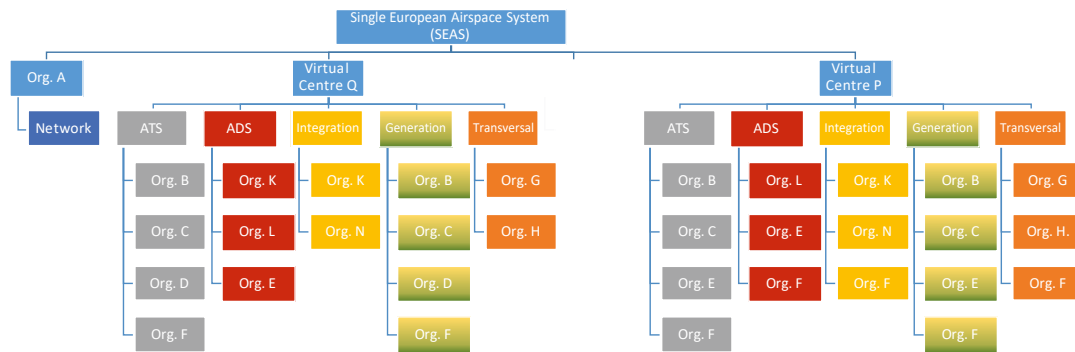 Single European Airspace System
(SEAS)
Org. A
Virtual
Centre Q
Virtual
Centre P
Network
ATS
ADS
Integration
Generation
Transversal
ATS
ADS
Integration
Generation
Transversal
Org. B
Org. K
Org. K
Org. B
Org. G
Org. B
Org. L
Org. K
Org. B
Org. G
Org. C
Org. L
Org. N
Org. C
Org. H
Org. C
Org. E
Org. N
Org. C
Org. H.
Org. D
Org. E
Org. D
Org. E
Org. F
Org. F
Org. E
Org. F
Org. F
Org. F
Org. F
Org. F